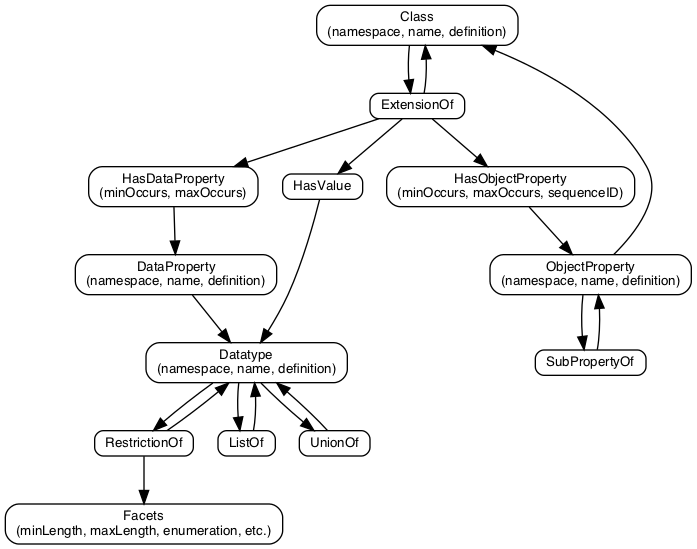 Class
(namespace, name, definition)
ExtensionOf
HasDataProperty
(minOccurs, maxOccurs)
HasValue
HasObjectProperty
(minOccurs, maxOccurs, sequenceID)
DataProperty
(namespace, name, definition)
ObjectProperty
(namespace, name, definition)
Datatype
(namespace, name, definition)
SubPropertyOf
RestrictionOf
ListOf
UnionOf
Facets
(minLength, maxLength, enumeration, etc.)